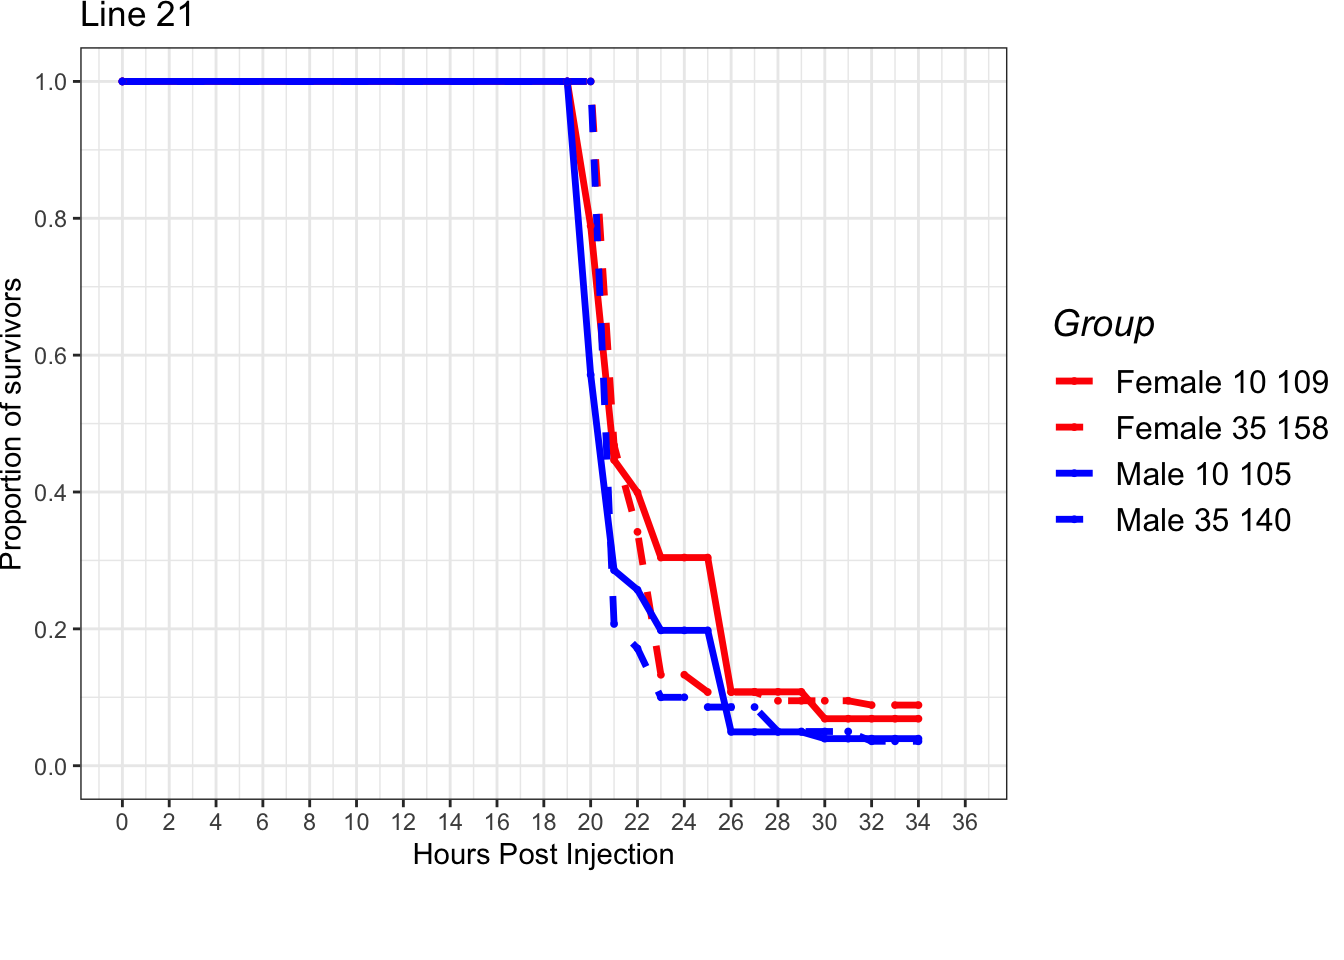 Line 21
1.0
0.8
0.6
0.4
0.2
0.0
Proportion of survivors
0 2 4 6 8 10 12 14 16 18 20 22 24 26 28 30 32 34 36
Hours Post Injection
Group
Female 10 109
Female 35 158
Male 10 105
Male 35 140